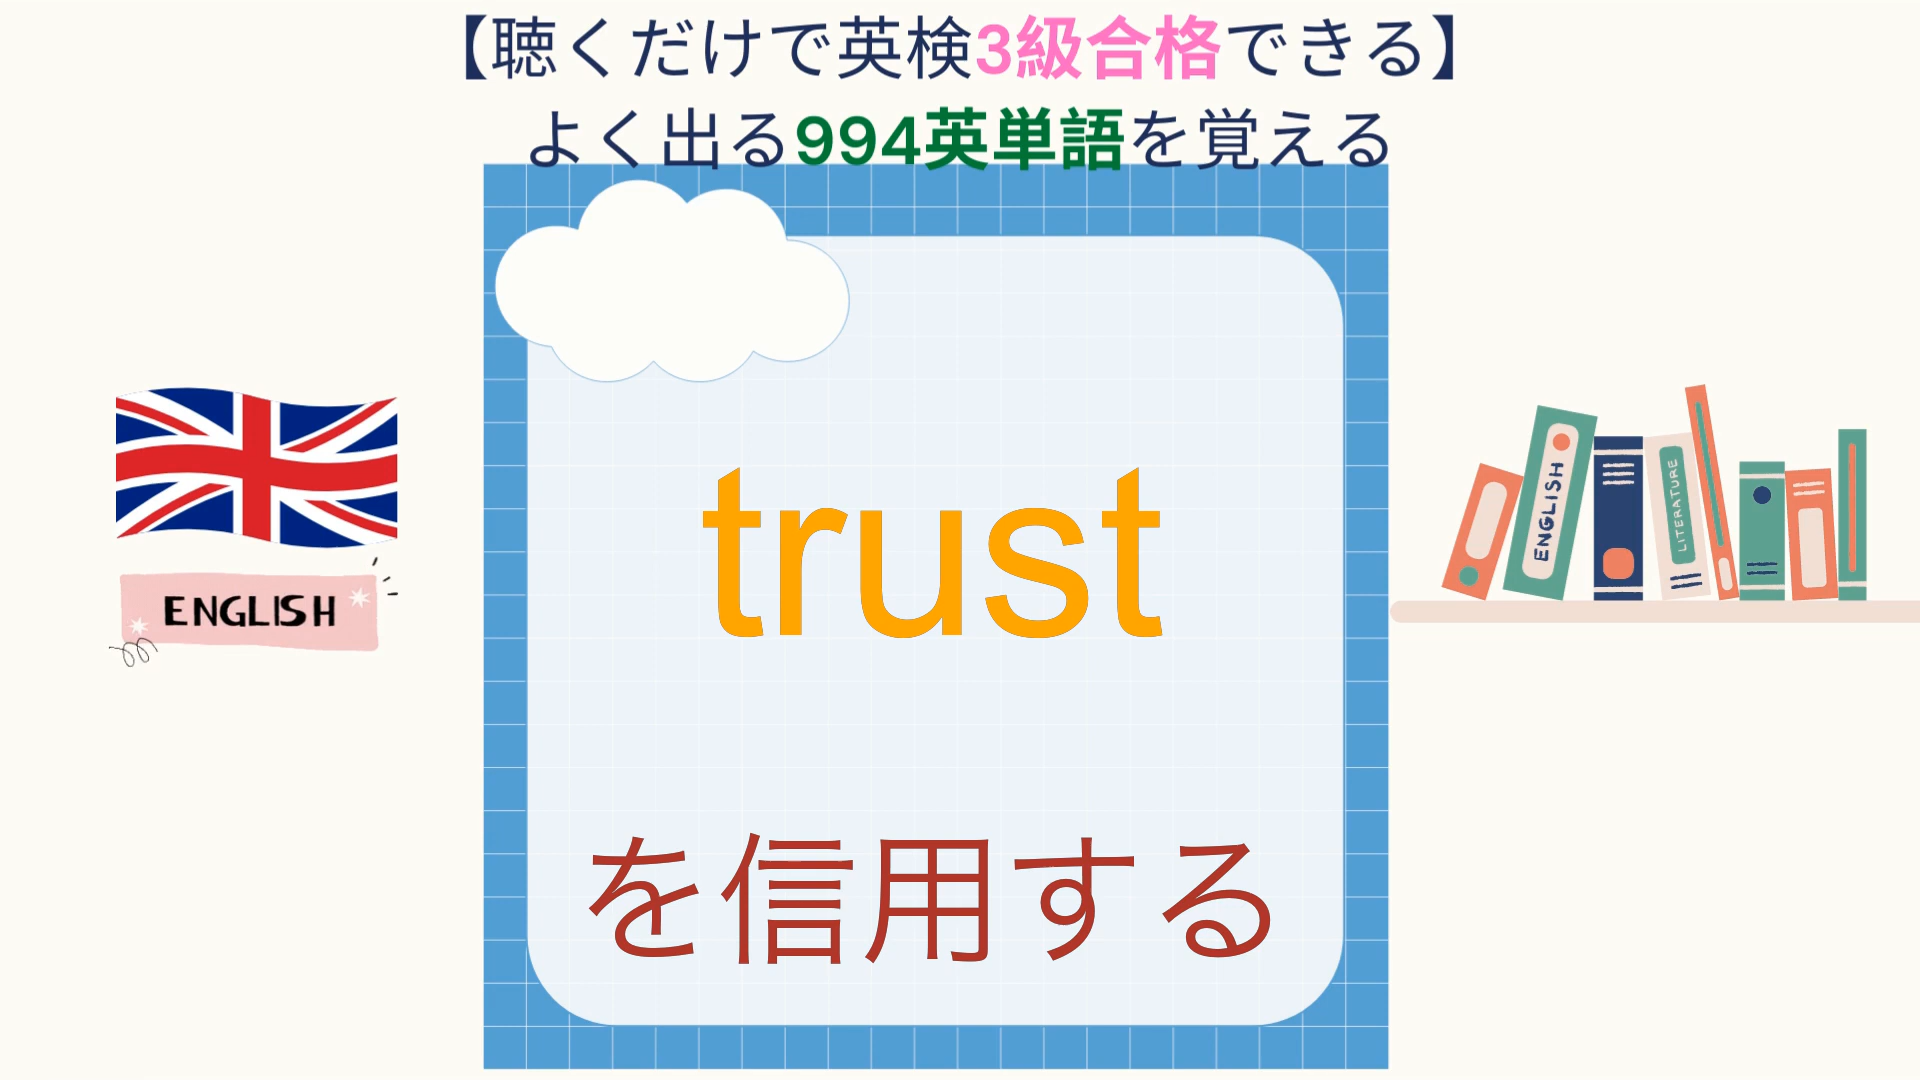 【聴くだけで英検3級合格できる】
よく出る994英単語を覚える
trust
を信用する
ENGLISH
ENGLISH
LITERATURE